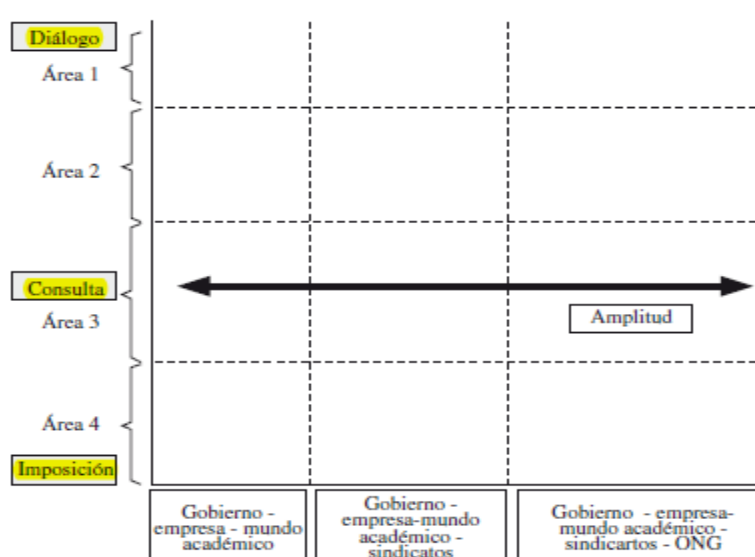 Diálogo
Área 1
Área 2
Consulta
Área 3
Amplitud
Área 4
Imposición
Gobierno -
empresa - mundo
académico
Gobierno -
empresa-mundo
académico -
sindicatos
Gobierno - empresa-
mundo académico -
sindicartos - ONG